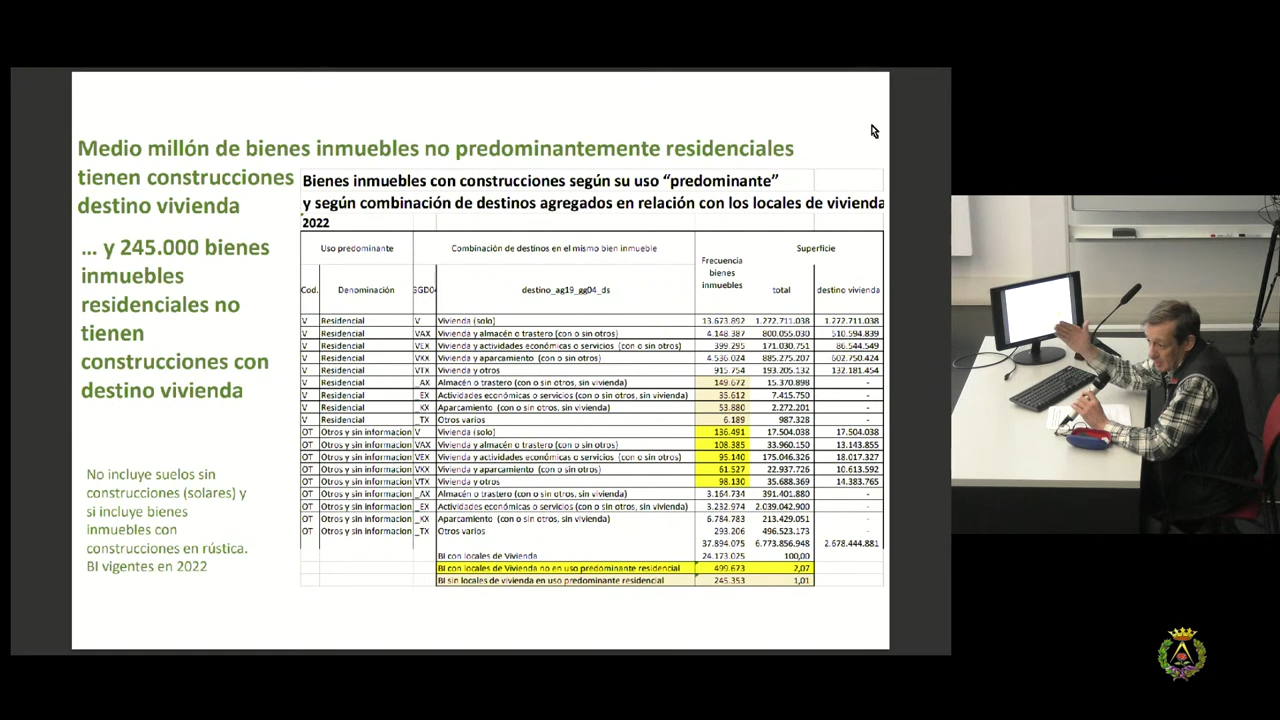 Medio millón de bienes inmuebles no predominantemente residenciales
tienen construcciones
destino vivienda
… y 245.000 bienes
inmuebles
residenciales no
tienen
construcciones con
destino vivienda
No incluye suelos sin
construcciones (solares) y
si incluye bienes
inmuebles con
construcciones en rústica.
BI vigentes en 2022
Bienes inmuebles con construcciones según su uso “predominante”
y según combinación de destinos agregados en relación con los locales de vivienda
2022
Uso predominante Combinación de destinos en el mismo bien inmueble Frecuencia bienes inmuebles Superficie
Cod. Denominación destino_ag19_gg04_ds total destino vivienda
V Residencial V Vivienda (solo) 13.673.892 1.272.711.038 1.272.711.038
V Residencial VAX Vivienda y almacén o trastero (con o sin otros) 4.148.387 800.055.030 510.594.839
V Residencial VEX Vivienda y actividades económicas o servicios (con o sin otros) 399.295 171.030.751 86.544.549
V Residencial VKX Vivienda y aparcamiento (con o sin otros) 4.536.024 885.275.207 602.750.424
V Residencial VTX Vivienda y otros 915.754 193.205.132 132.181.454
V Residencial _AX Almacén o trastero (con o sin otros, sin vivienda) 149.672 15.370.898 -
V Residencial _EX Actividades económicas o servicios (con o sin otros, sin vivienda) 35.612 7.415.750 -
V Residencial _KX Aparcamiento (con o sin otros, sin vivienda) 53.880 2.272.201 -
V Residencial _TX Otros varios 6.189 987.328 -
OT Otros y sin informacion V Vivienda (solo) 136.491 17.504.038 17.504.038
OT Otros y sin informacion VAX Vivienda y almacén o trastero (con o sin otros) 108.385 33.960.150 13.143.855
OT Otros y sin informacion VEX Vivienda y actividades económicas o servicios (con o sin otros) 95.140 175.046.326 18.017.327
OT Otros y sin informacion VKX Vivienda y aparcamiento (con o sin otros) 61.527 22.937.726 10.613.592
OT Otros y sin informacion VTX Vivienda y otros 98.130 35.688.369 14.383.765
OT Otros y sin informacion _AX Almacén o trastero (con o sin otros, sin vivienda) 3.164.734 391.401.880 -
OT Otros y sin informacion _EX Actividades económicas o servicios (con o sin otros, sin vivienda) 3.232.974 2.039.042.900 -
OT Otros y sin informacion _KX Aparcamiento (con o sin otros, sin vivienda) 6.784.783 213.429.051 -
OT Otros y sin informacion _TX Otros varios 293.206 496.523.173 -
37.894.075 6.773.856.948 2.678.444.881
BI con locales de Vivienda 24.173.025 100,00
BI con locales de Vivienda no en uso predominante residencial 499.673 2,07
BI sin locales de vivienda en uso predominante residencial 245.353 1,01